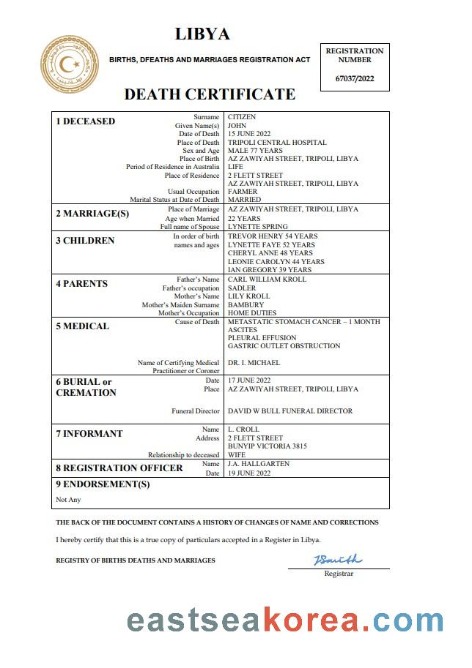 LIBYA
BIRTHS, DFEATHS AND MARRIAGES REGISTRATION ACT
REGISTRATION
NUMBER
67037/2022
DEATH CERTIFICATE
1 DECEASED
Surname CITIZEN
Given Name(s) JOHN
Date of Death 15 JUNE 2022
Place of Death TRIPOLI CENTRAL HOSPITAL
Sex and Age MALE 77 YEARS
Place of Birth AZ ZAWIYAH STREET, TRIPOLI, LIBYA
Period of Residence in Australia LIFE
Place of Residence 2 FLETT STREET
AZ ZAWIYAH STREET, TRIPOLI, LIBYA
Usual Occupation FARMER
Marital Status at Date of Death MARRIED
2 MARRIAGE(S)
Place of Marriage AZ ZAWIYAH STREET, TRIPOLI, LIBYA
Age when Married 22 YEARS
Full name of Spouse LYNETTE SPRING
3 CHILDREN
In order of birth TREVOR HENRY 54 YEARS
names and ages LYNETTE FAYE 52 YEARS
CHERYL ANNE 48 YEARS
LEONIE CAROLYN 44 YEARS
IAN GREGORY 39 YEARS
4 PARENTS
Father's Name CARL WILLIAM KROLL
Father's occupation SADLER
Mother's Name LILY KROLL
Mother's Maiden Surname BAMBURY
Mother's Occupation HOME DUTIES
5 MEDICAL
Cause of Death METASTATIC STOMACH CANCER – 1 MONTH
ASCITES
PLEURAL EFFUSION
GASTRIC OUTLET OBSTRUCTION
Name of Certifying Medical DR. I. MICHAEL
Practitioner or Coroner
6 BURIAL or
CREMATION
Date 17 JUNE 2022
Place AZ ZAWIYAH STREET, TRIPOLI, LIBYA
Funeral Director DAVID W BULL FUNERAL DIRECTOR
7 INFORMANT
Name L. CROLL
Address 2 FLETT STREET
BUNYIP VICTORIA 3815
Relationship to deceased WIFE
8 REGISTRATION OFFICER
Name J.A. HALLGARTEN
Date 19 JUNE 2022
9 ENDORSEMENT(S)
Not Any
THE BACK OF THE DOCUMENT CONTAINS A HISTORY OF CHANGES OF NAME AND CORRECTIONS
I hereby certify that this is a true copy of particulars accepted in a Register in Libya.
REGISTRY OF BIRTHS DEATHS AND MARRIAGES
Registrar
eastseakorea.com